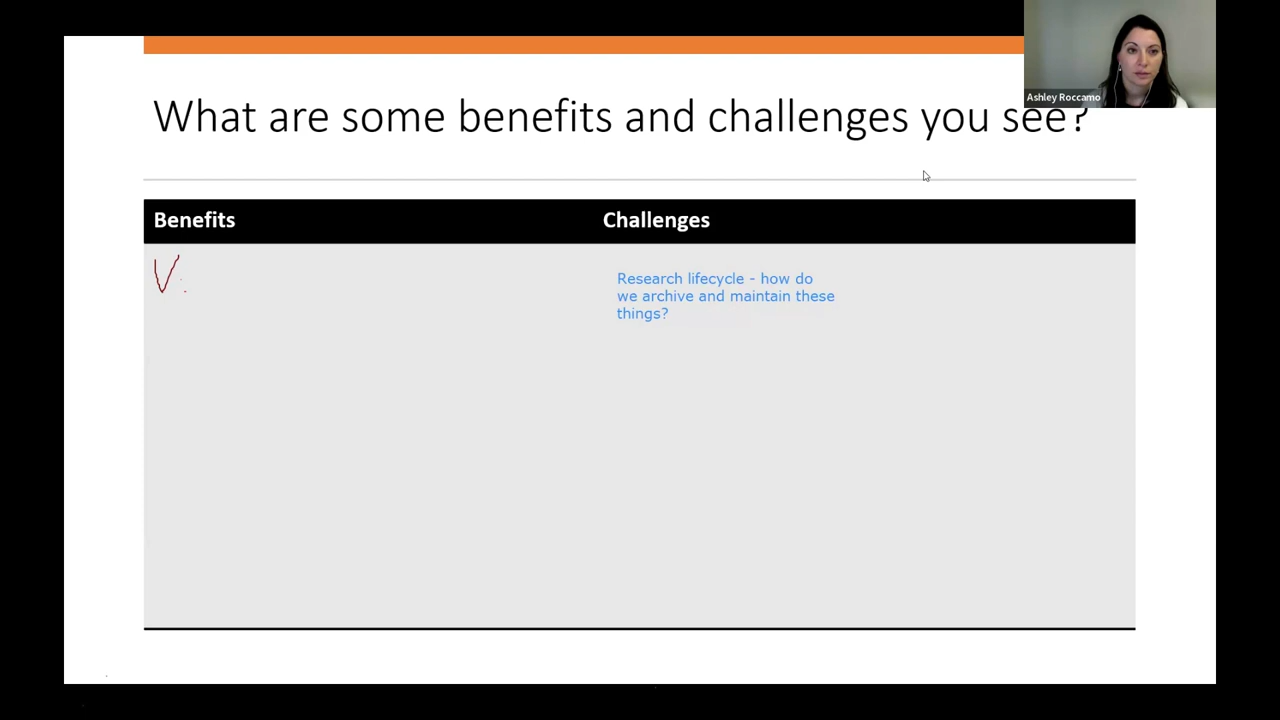 Ashley Roccamo
What are some benefits and challenges you see?
Benefits Challenges
V
Research lifecycle - how do
we archive and maintain these
things?